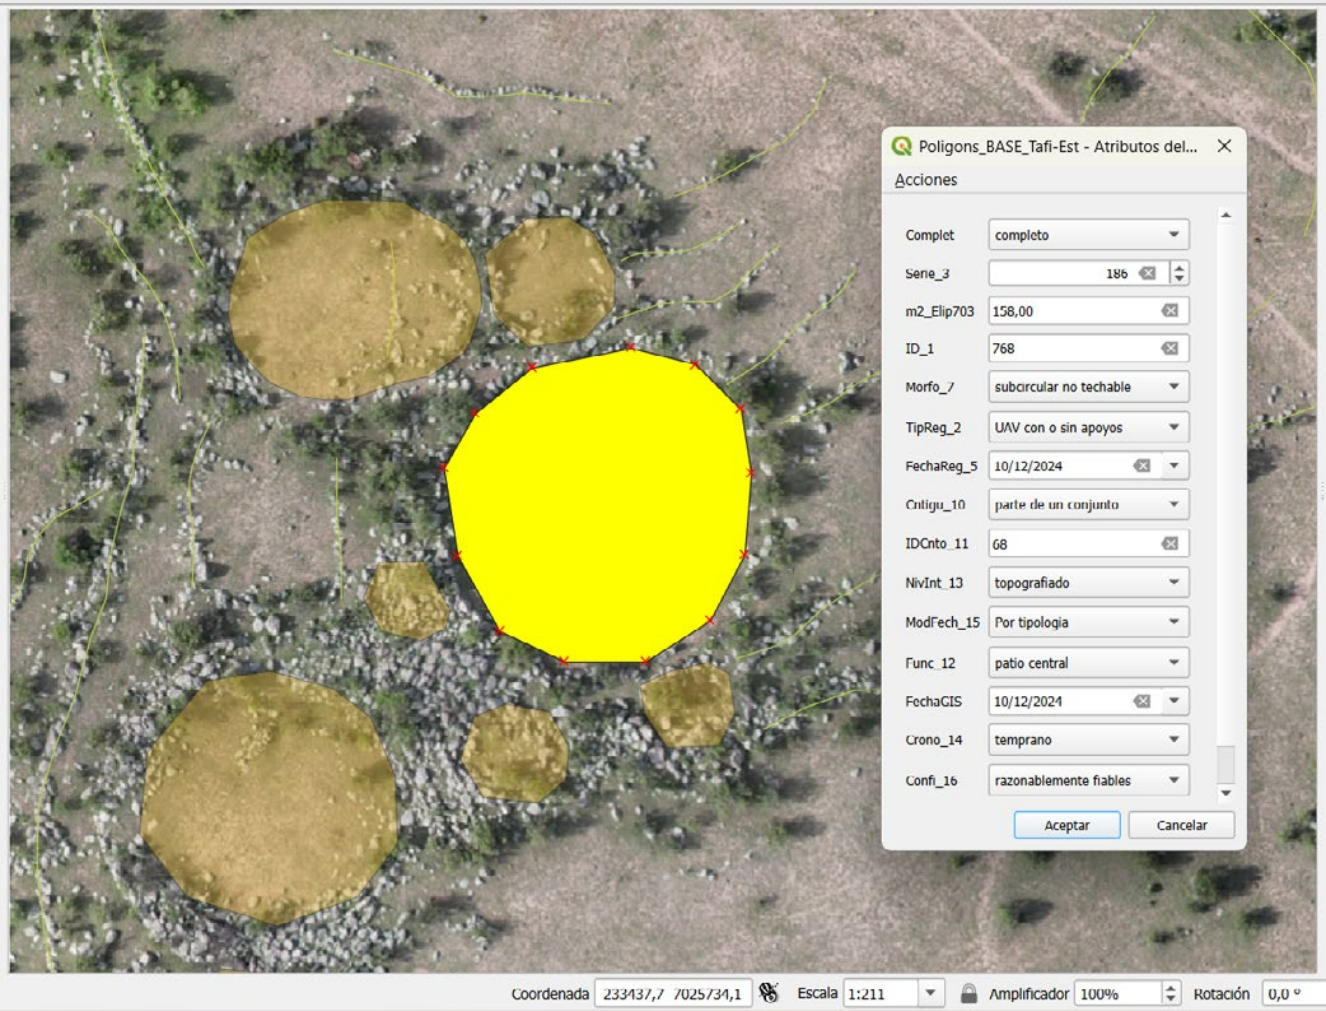 Poligons_BASE_Tafi-Est - Atributos del...
Acciones
Complet completo
Serie_3 186
m2_Elip703 158,00
ID_1 768
Morfo_7 subcircular no techable
TipReg_2 UAV con o sin apoyos
FechaReg_5 10/12/2024
Cntigu_10 parte de un conjunto
IDCnto_11 68
NivInt_13 topografiado
ModFech_15 Por tipologia
Func_12 patio central
FechaGIS 10/12/2024
Crono_14 temprano
Confi_16 razonablemente fiables
Aceptar Cancelar
Coordenada 233437,7 7025734,1 Escala 1:211 Amplificador 100% Rotación 0,0 °